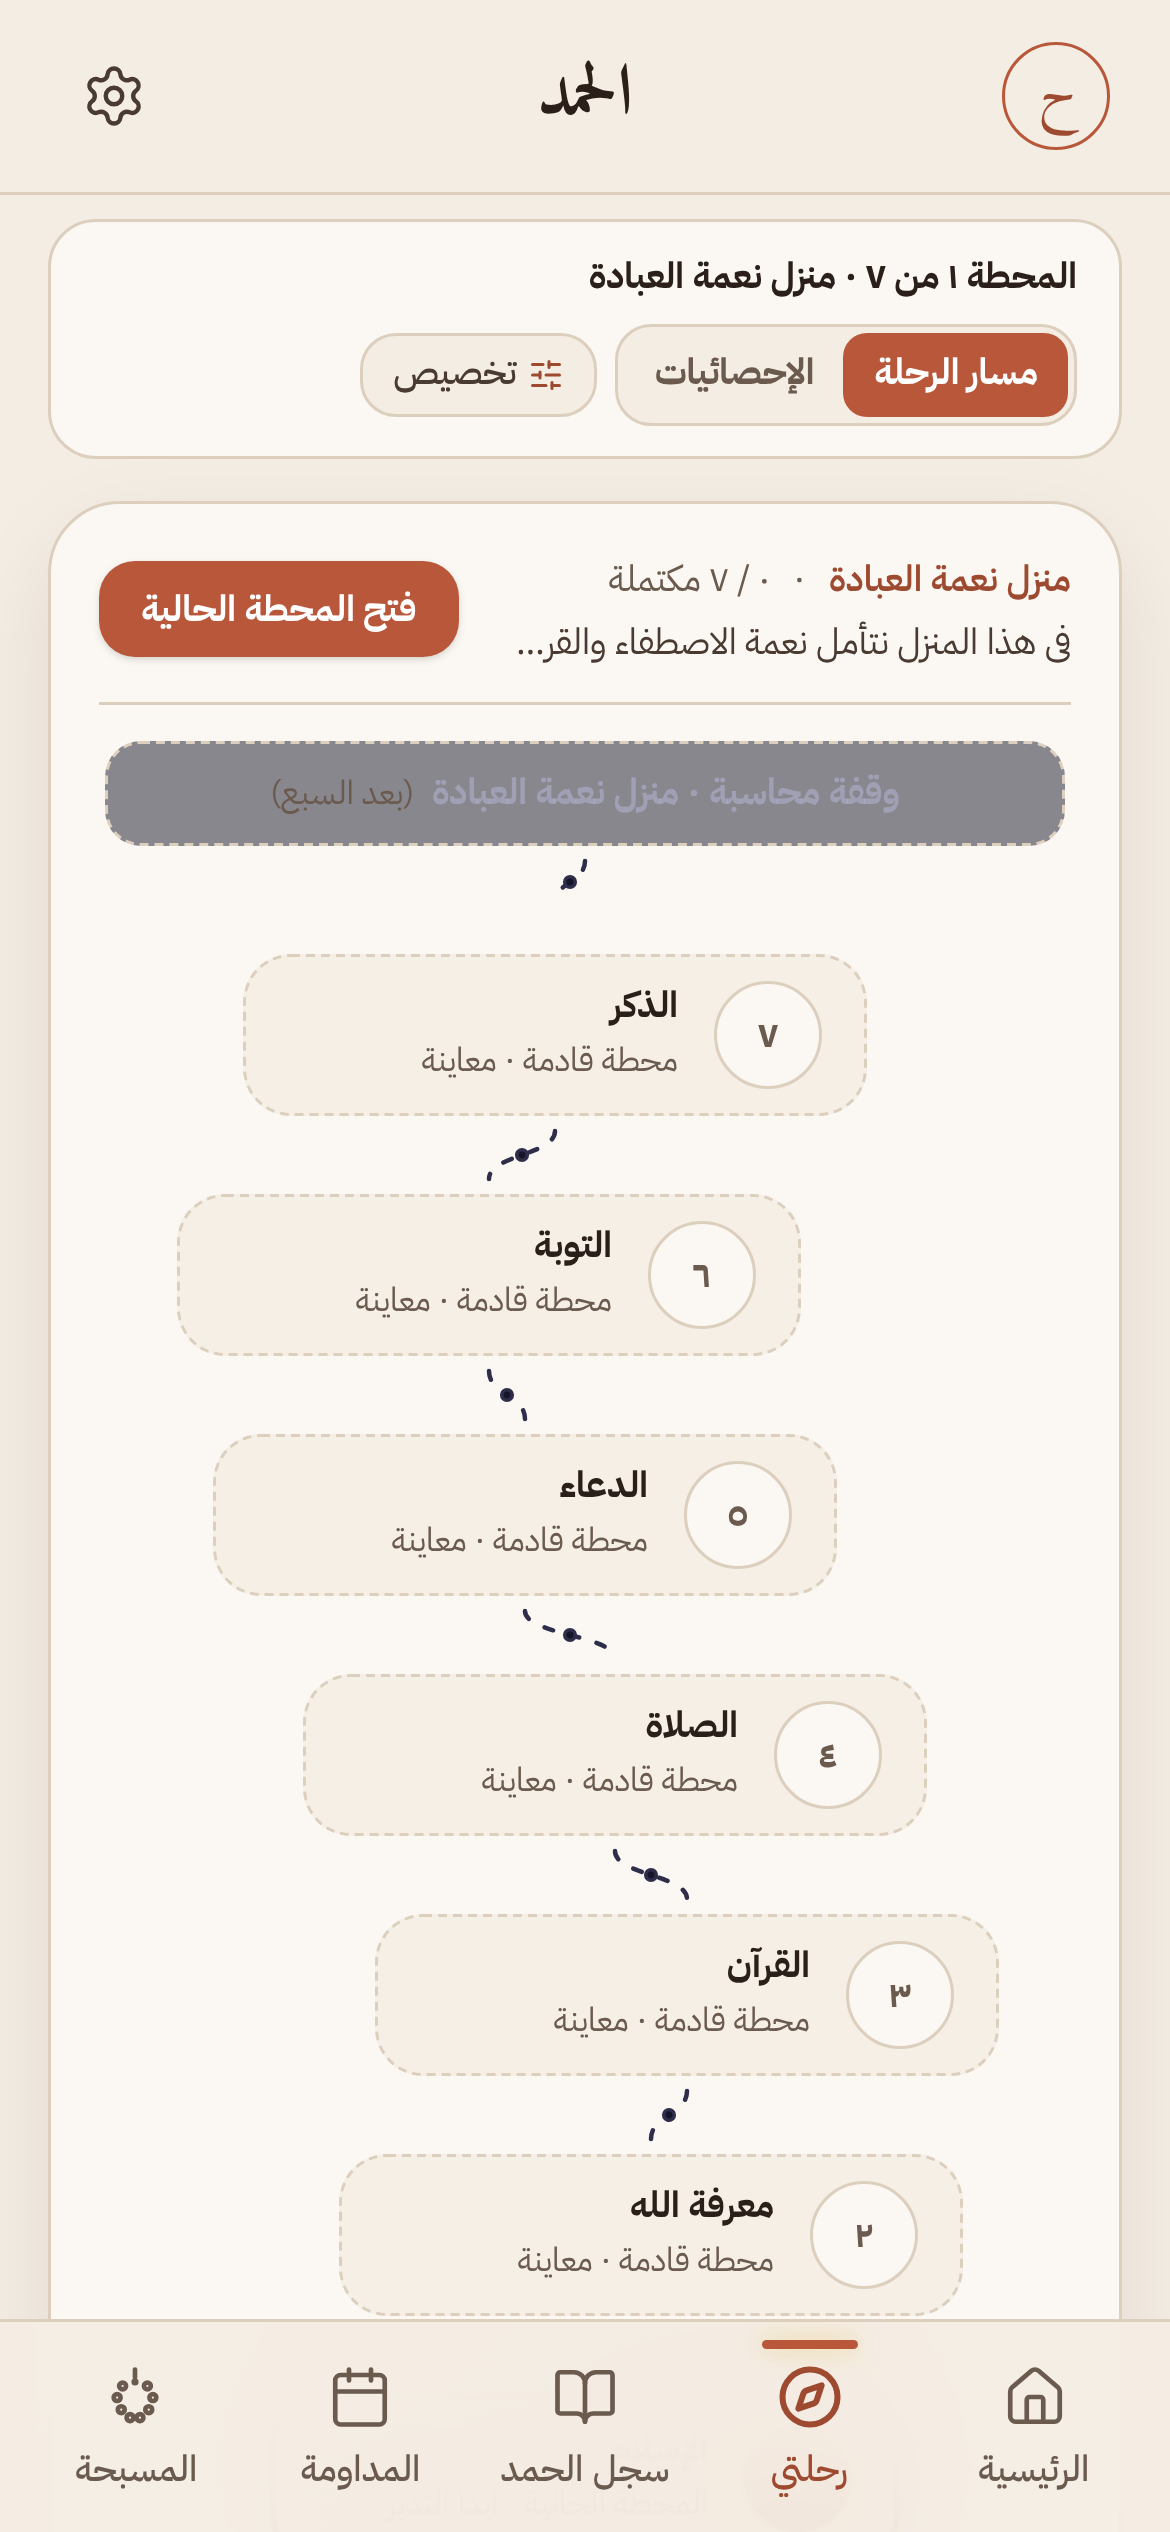 ح
الحمد
المحطة ١ من ٧ · منزل نعمة العبادة
مسار الرحلة
الإحصائيات
تخصيص
منزل نعمة العبادة · ٠ / ٧ مكتملة
فى هذا المنزل نتأمل نعمة الاصطفاء والقر...
فتح المحطة الحالية
وقفة محاسبة · منزل نعمة العبادة (بعد السبع)
٧
الذكر
محطة قادمة · معاينة
٦
التوبة
محطة قادمة · معاينة
٥
الدعاء
محطة قادمة · معاينة
٤
الصلاة
محطة قادمة · معاينة
٣
القرآن
محطة قادمة · معاينة
٢
معرفة الله
محطة قادمة · معاينة
الرئيسية
رحلتي
سجل الحمد
المداومة
المسبحة